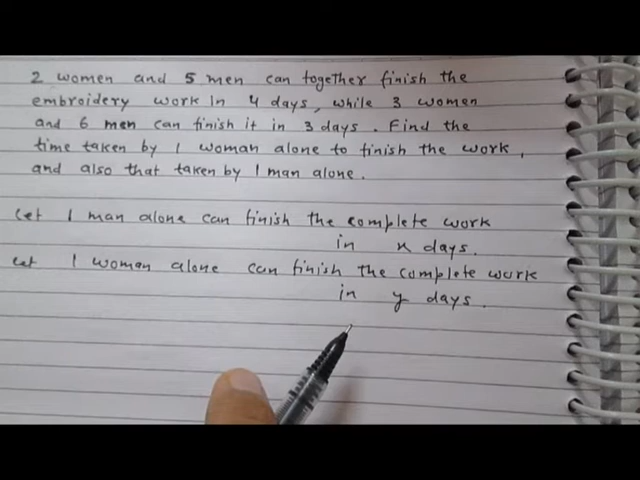 2 women and 5 men can together finish the
embroidery work in 4 days, while 3 women
and 6 men can finish it in 3 days. Find the
time taken by 1 woman alone to finish the work,
and also that taken by 1 man alone.
Let 1 man alone can finish the complete work
in x days.
Let 1 woman alone can finish the complete work
in y days.